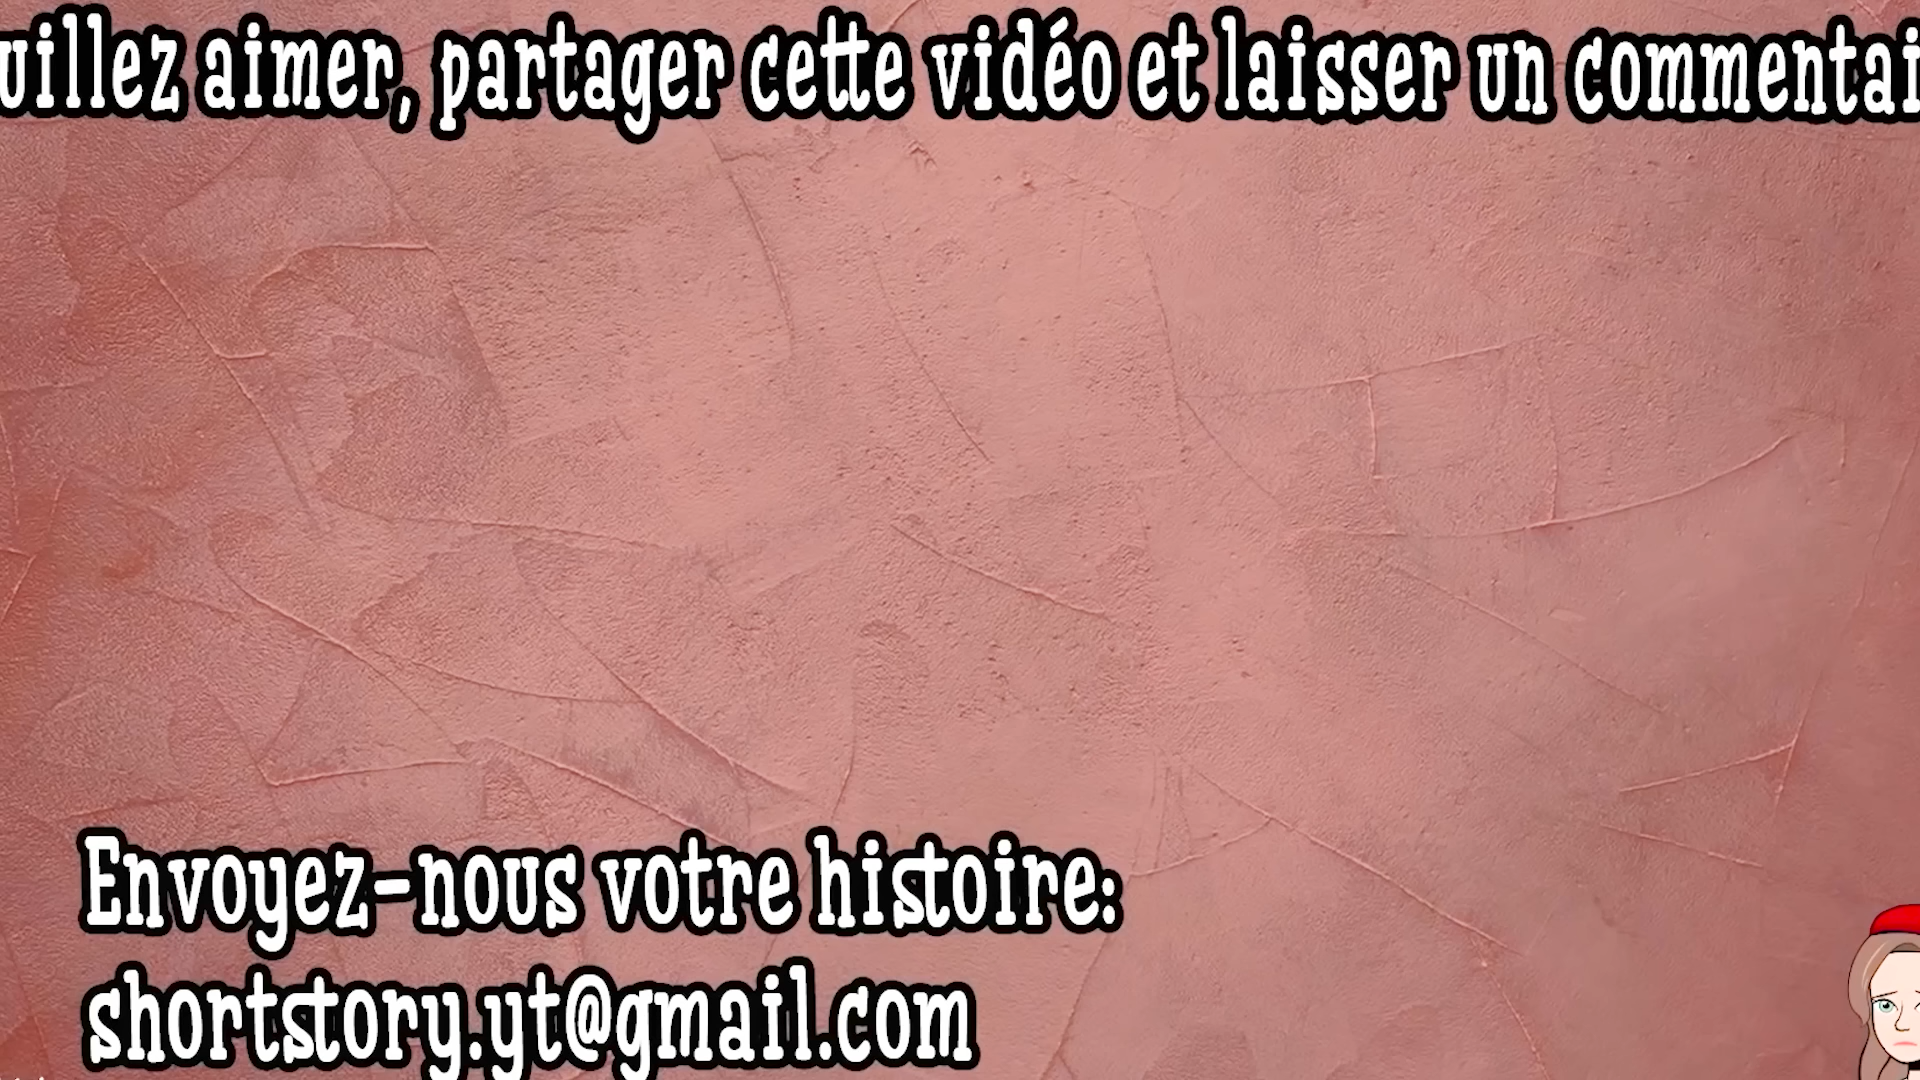 uillez aimer, partager cette vidéo et laisser un commentai
Envoyez-nous votre histoire:
shortstory.yt@gmail.com